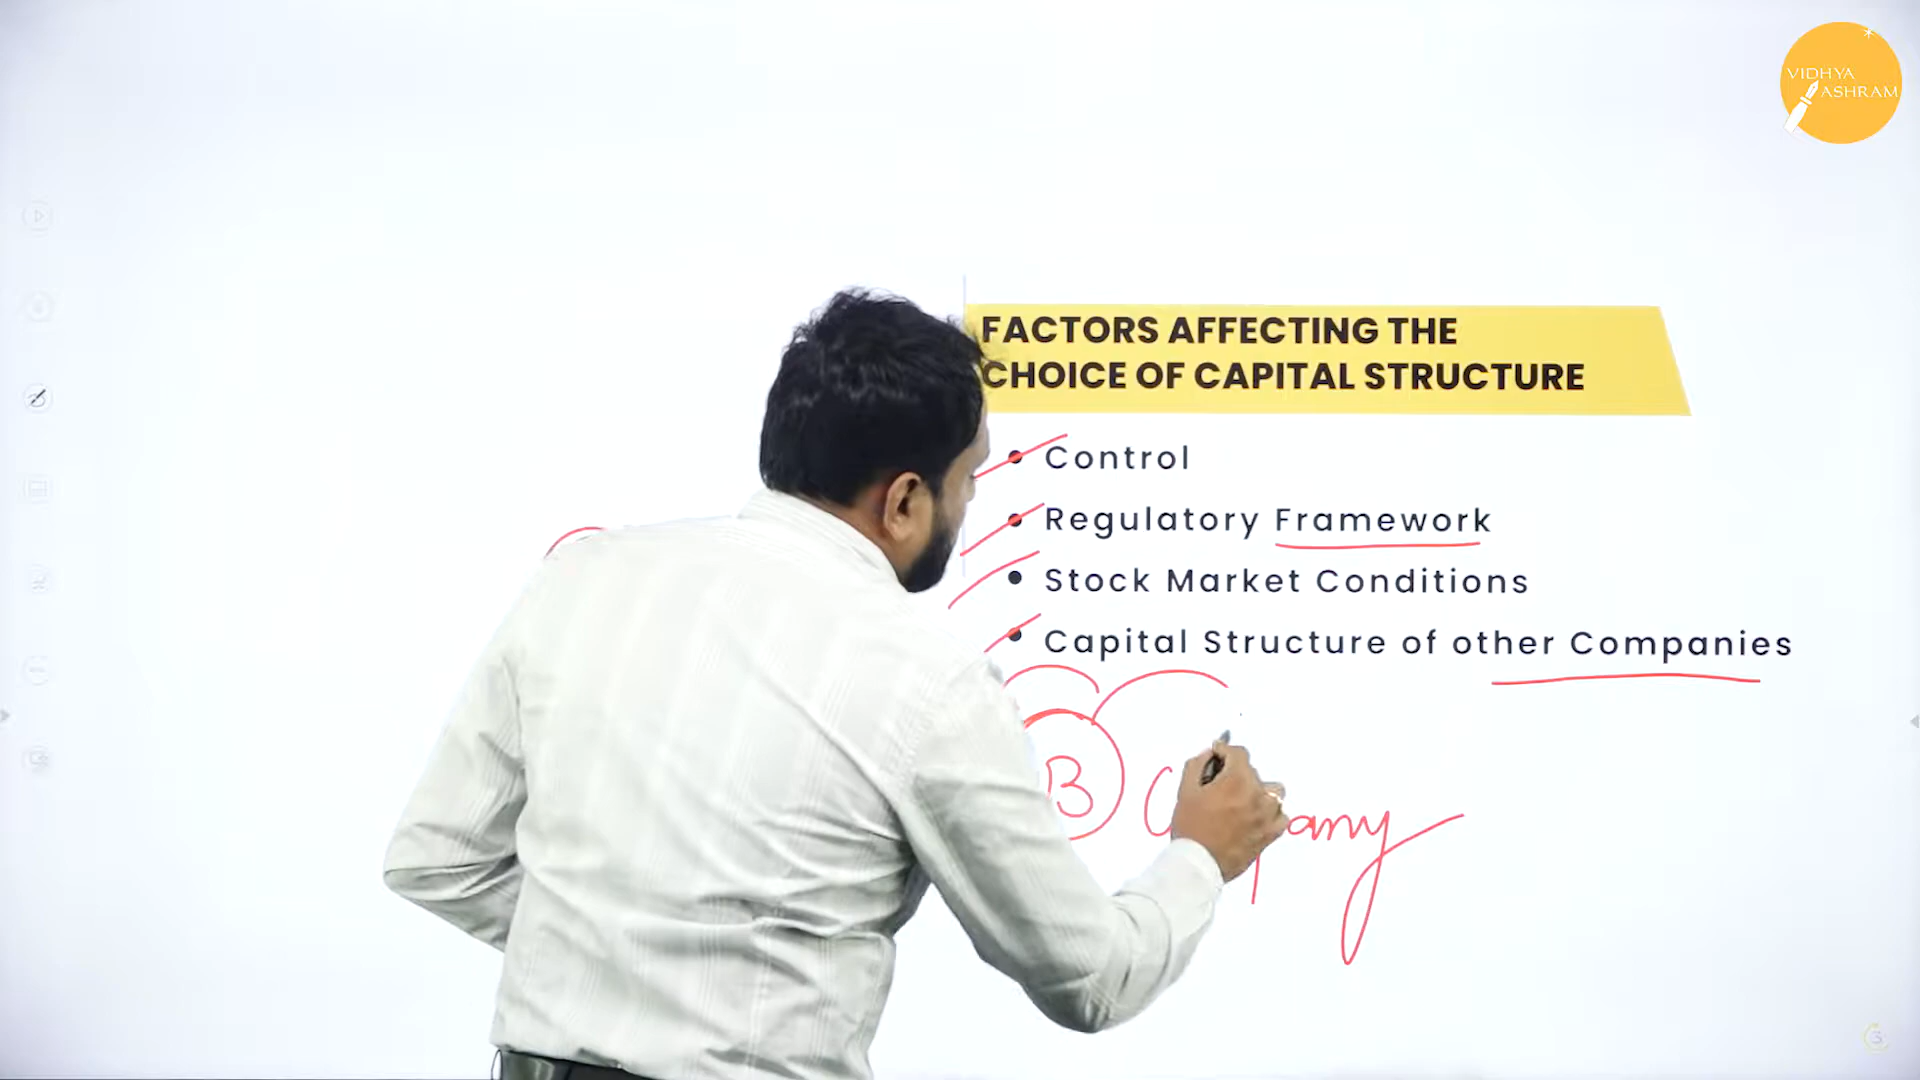 VIDHYA
ASHRAM
FACTORS AFFECTING THE
CHOICE OF CAPITAL STRUCTURE
• Control
• Regulatory Framework
• Stock Market Conditions
• Capital Structure of other Companies
B